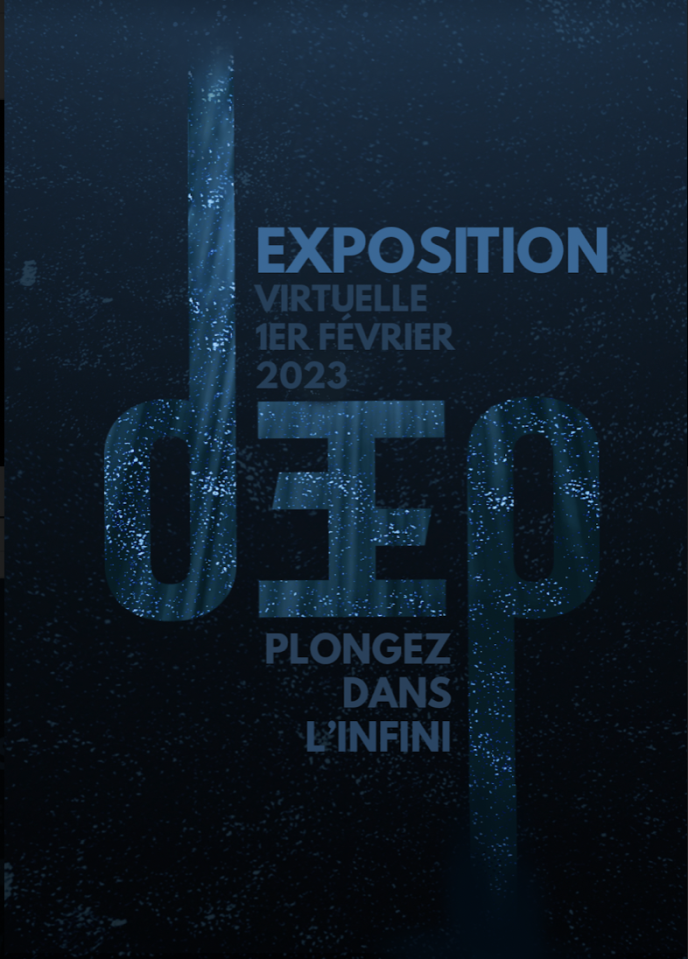 EXPOSITION
VIRTUELLE
1ER FÉVRIER
2023
dEEp
PLONGEZ
DANS
L'INFINI